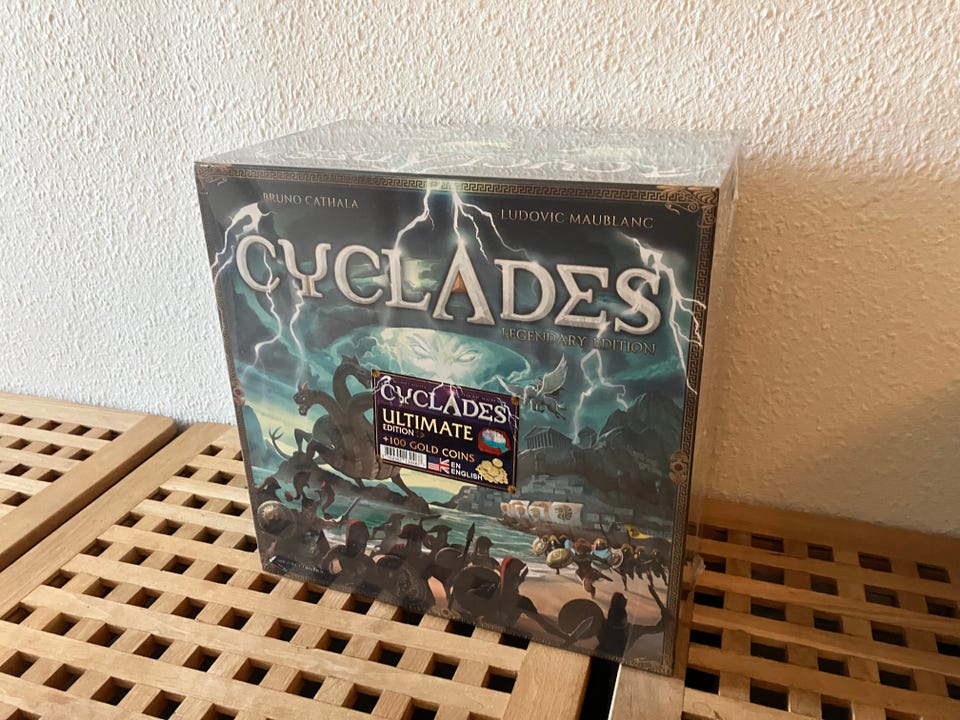 BRUNO CATHALA
LUDOVIC MAUBLANC
CYCLADES
LEGENDARY EDITION
CYCLADES
ULTIMATE
EDITION
+100 GOLD COINS
EN
ENGLISH